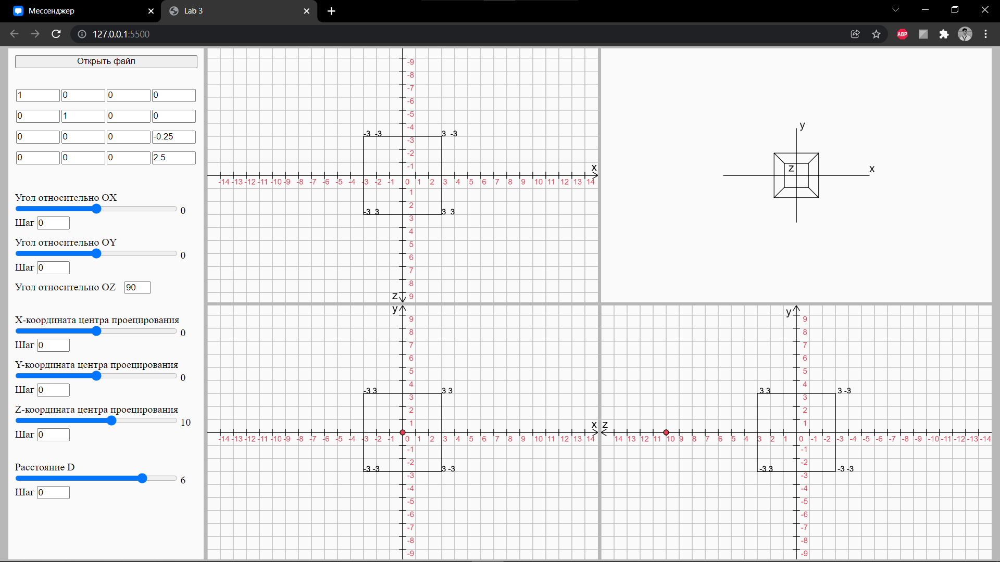 Мессенджер
Lab 3
127.0.0.1:5500
ABP
Открыть файл
1 0 0 0
0 1 0 0
0 0 0 -0.25
0 0 0 2.5
Угол относительно OX
0
Шаг 0
Угол относительно OY
0
Шаг 0
Угол относительно OZ 90
X-координата центра проецирования
0
Шаг 0
Y-координата центра проецирования
0
Шаг 0
Z-координата центра проецирования
10
Шаг 0
Расстояние D
6
Шаг 0
-9
-8
-7
-6
-5
-4
-3 -3 3 -3
-3
-2
-1
x
-14 -13 -12 -11 -10 -9 -8 -7 -6 -5 -4 -3 -2 -1 0 1 2 3 4 5 6 7 8 9 10 11 12 13 14
1
2
-3 3 3 3
3
4
5
6
7
8
z 9
y
x
z
y
9
8
7
6
5
4
-3 3 3 3
3
2
1
x
-14 -13 -12 -11 -10 -9 -8 -7 -6 -5 -4 -3 -2 -1 0 1 2 3 4 5 6 7 8 9 10 11 12 13 14
-1
-2
-3 -3 3 -3
-3
-4
-5
-6
-7
-8
-9
y
9
8
7
6
5
4
3 3 3 -3
3
2
1
z
14 13 12 11 10 9 8 7 6 5 4 3 2 1 0 -1 -2 -3 -4 -5 -6 -7 -8 -9 -10 -11 -12 -13 -14
-1
-2
-3 3 -3 -3
-3
-4
-5
-6
-7
-8
-9